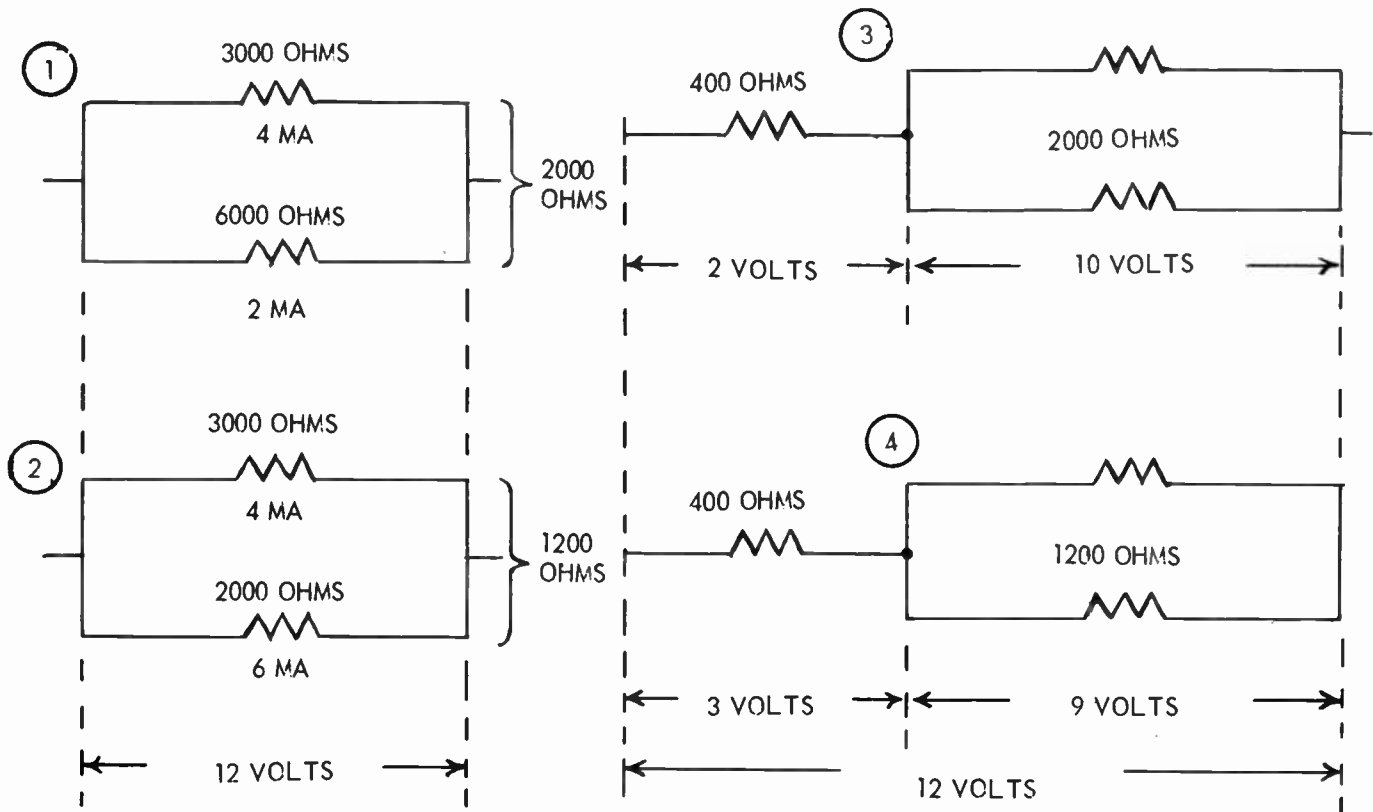 1
3000 OHMS
4 MA
6000 OHMS
2 MA
2000
OHMS
3
400 OHMS
2000 OHMS
2 VOLTS
10 VOLTS
2
3000 OHMS
4 MA
2000 OHMS
6 MA
1200
OHMS
12 VOLTS
4
400 OHMS
1200 OHMS
3 VOLTS
9 VOLTS
12 VOLTS